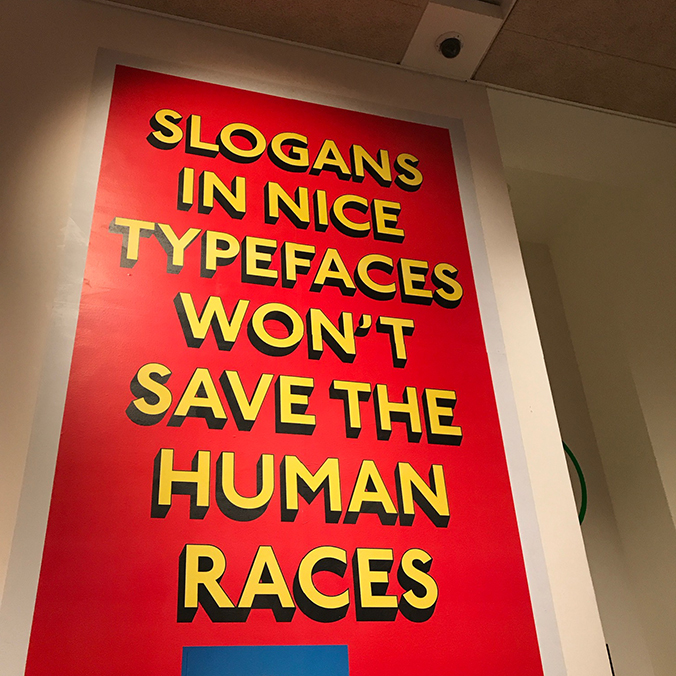 SLOGANS
IN NICE
TYPEFACES
WON'T
SAVE THE
HUMAN
RACES